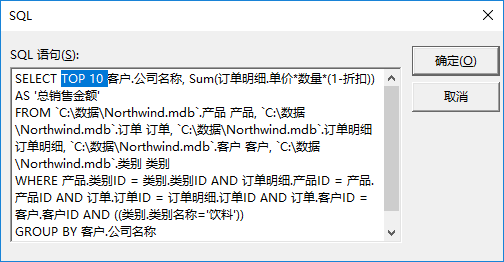 SQL
SQL 语句(S):
SELECT TOP 10 客户.公司名称, Sum(订单明细.单价*数量*(1-折扣))
AS '总销售金额'
FROM `C:\数据\Northwind.mdb`.产品 产品, `C:\数据
\Northwind.mdb`.订单 订单, `C:\数据\Northwind.mdb`.订单明细
订单明细, `C:\数据\Northwind.mdb`.客户 客户, `C:\数据
\Northwind.mdb`.类别 类别
WHERE 产品.类别ID = 类别.类别ID AND 订单明细.产品ID = 产品.
产品ID AND 订单.订单ID = 订单明细.订单ID AND 订单.客户ID =
客户.客户ID AND ((类别.类别名称='饮料'))
GROUP BY 客户.公司名称
确定(O)
取消